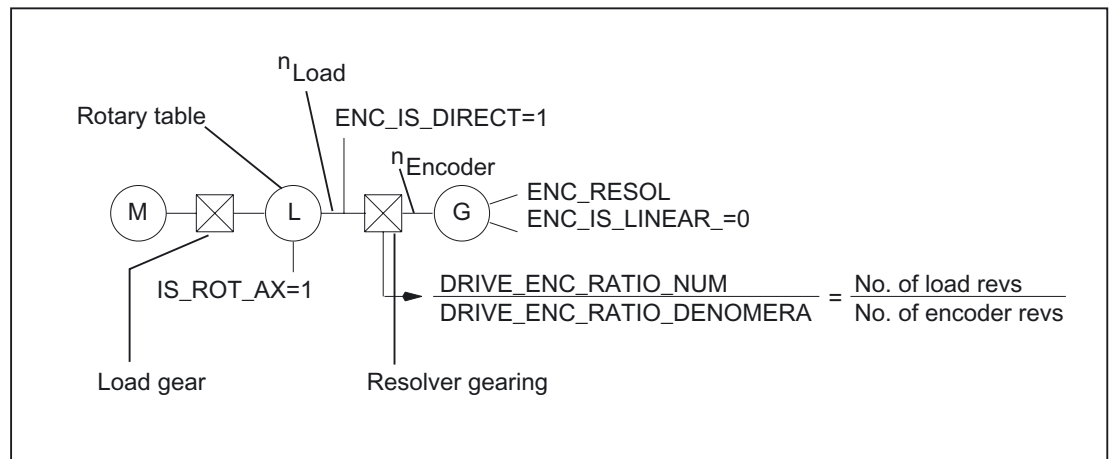 nLoad
Rotary table
ENC_IS_DIRECT=1
nEncoder
M
L
G
ENC_RESOL
ENC_IS_LINEAR_=0
IS_ROT_AX=1
DRIVE_ENC_RATIO_NUM
DRIVE_ENC_RATIO_DENOMERA
=
No. of load revs
No. of encoder revs
Load gear
Resolver gearing